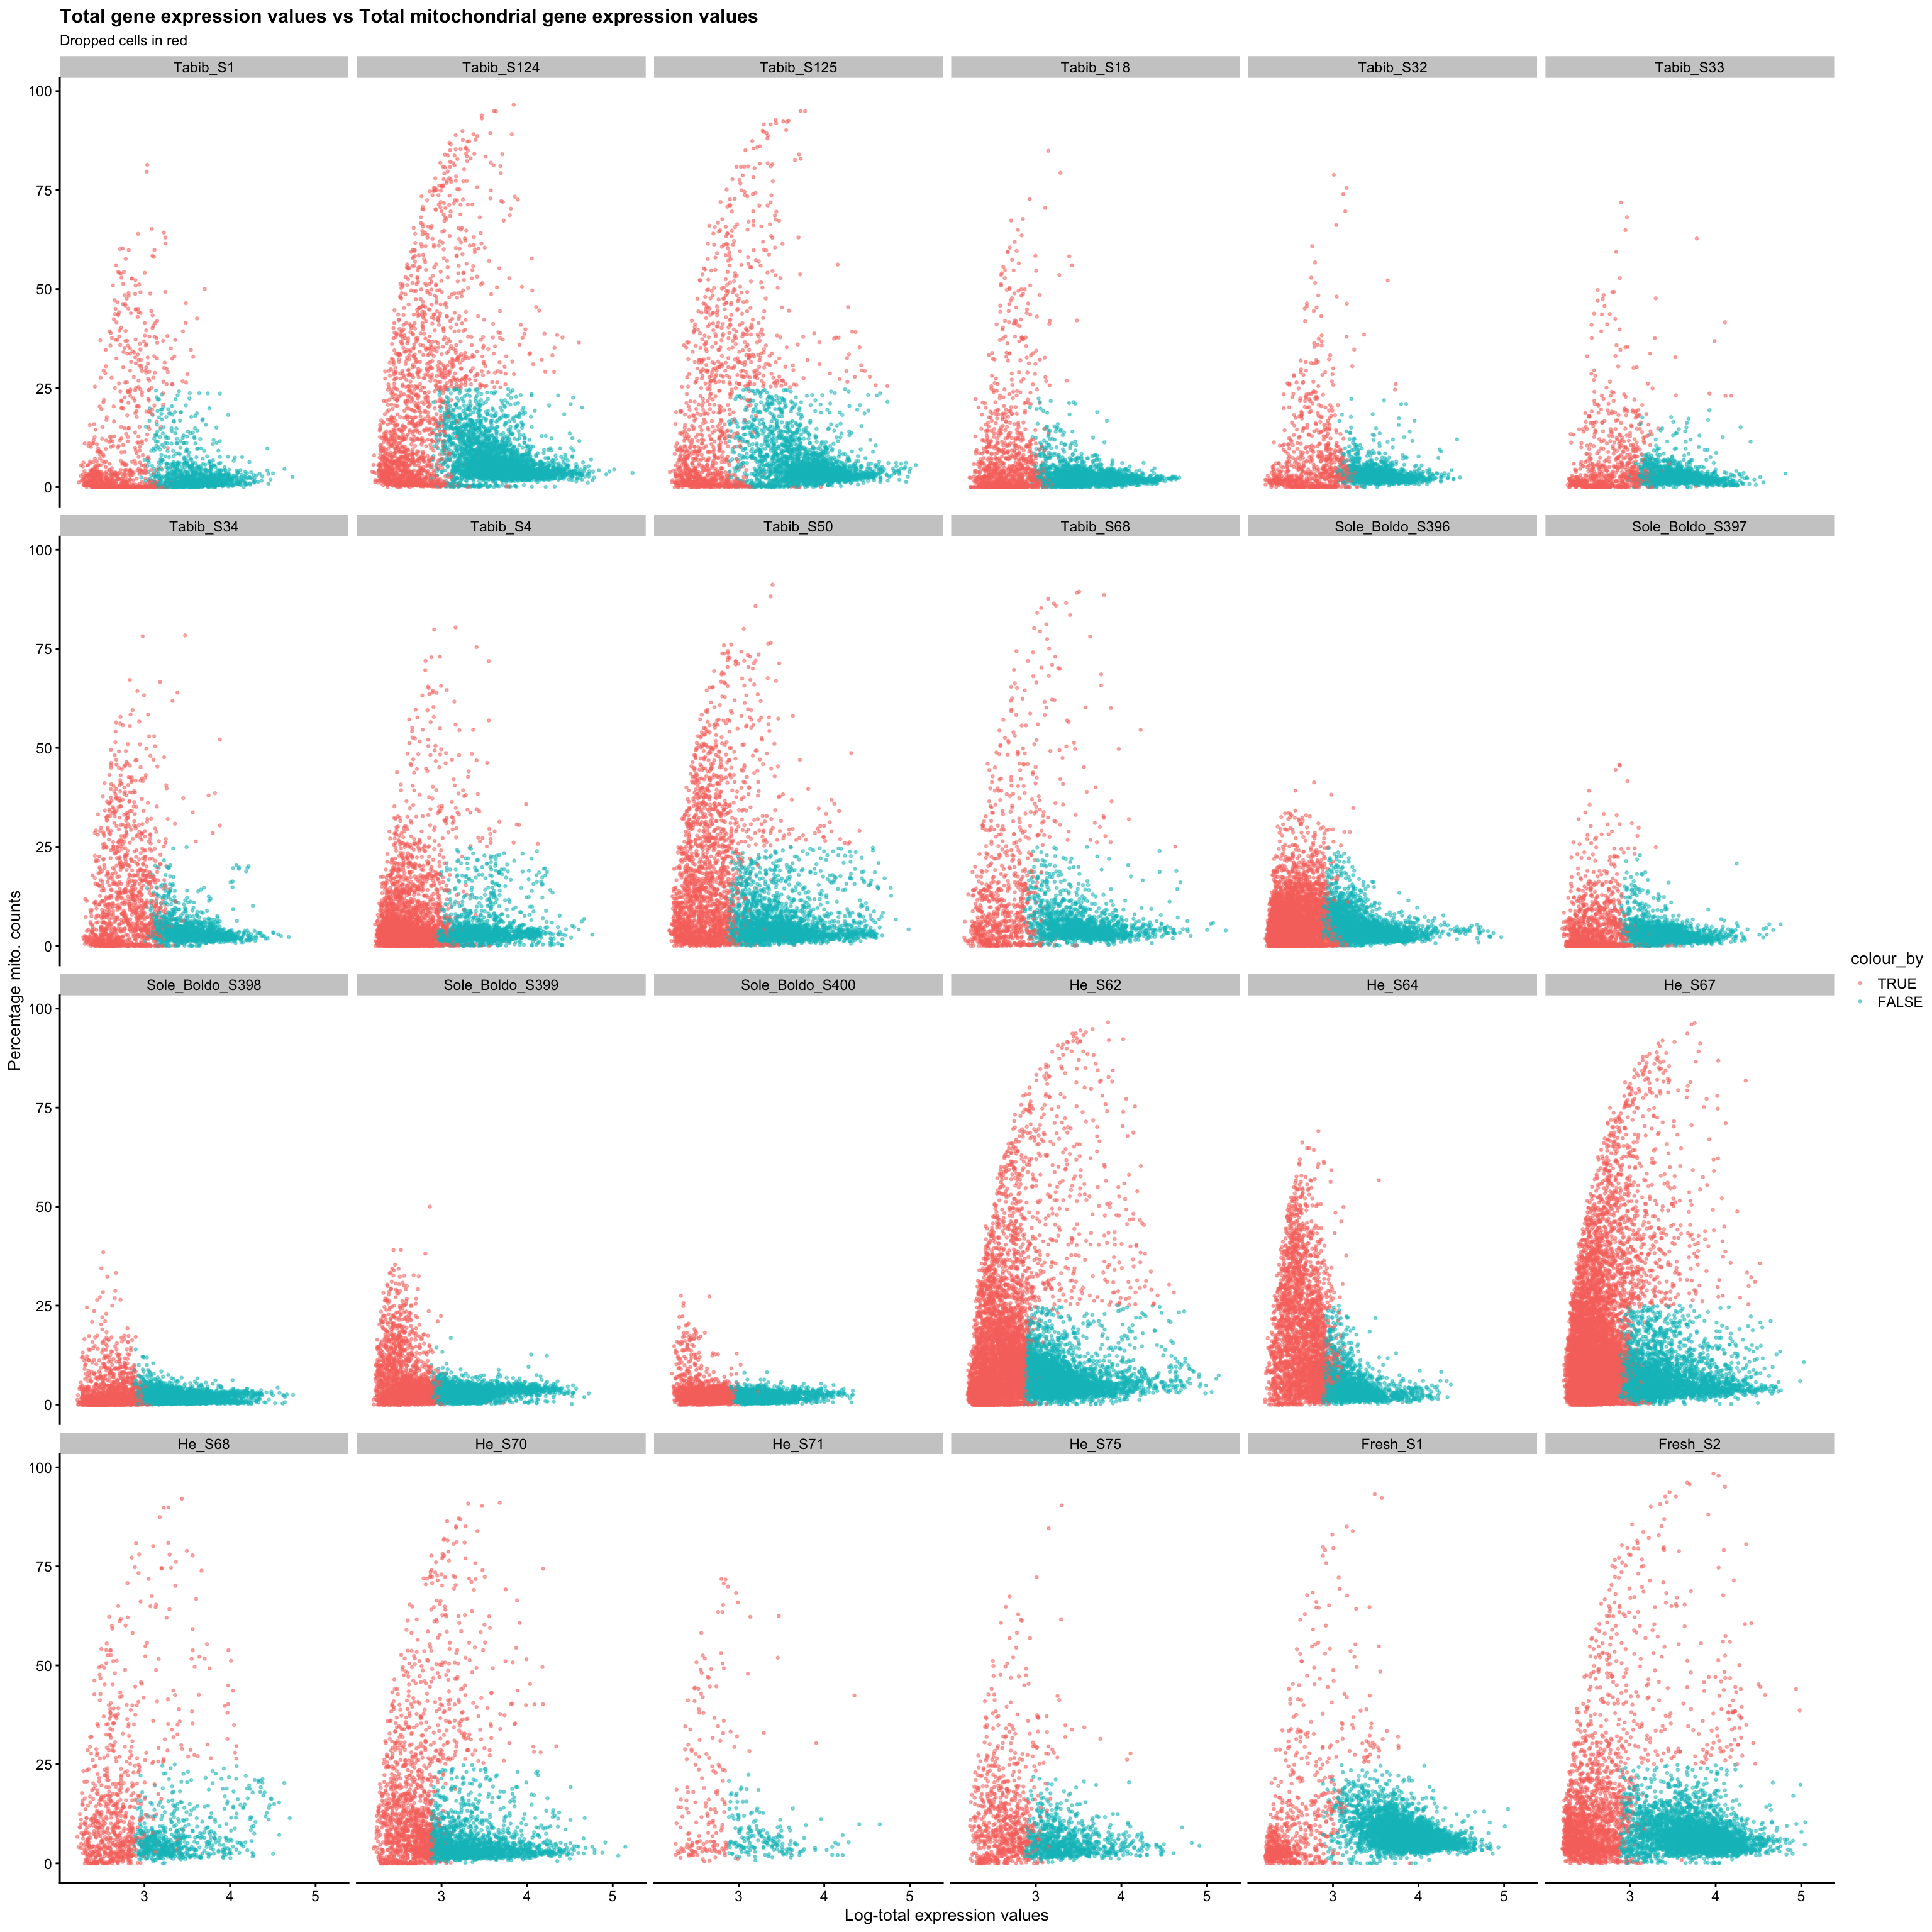 Total gene expression values vs Total mitochondrial gene expression values
Dropped cells in red
Tabib_S1 Tabib_S124 Tabib_S125 Tabib_S18 Tabib_S32 Tabib_S33
100
75
50
25
0
Tabib_S34 Tabib_S4 Tabib_S50 Tabib_S68 Sole_Boldo_S396 Sole_Boldo_S397
100
75
50
25
0
Sole_Boldo_S398 Sole_Boldo_S399 Sole_Boldo_S400 He_S62 He_S64 He_S67
100
75
50
25
0
He_S68 He_S70 He_S71 He_S75 Fresh_S1 Fresh_S2
100
75
50
25
0
3 4 5 3 4 5 3 4 5 3 4 5 3 4 5 3 4 5
Log-total expression values
Percentage mito. counts
colour_by
TRUE
FALSE